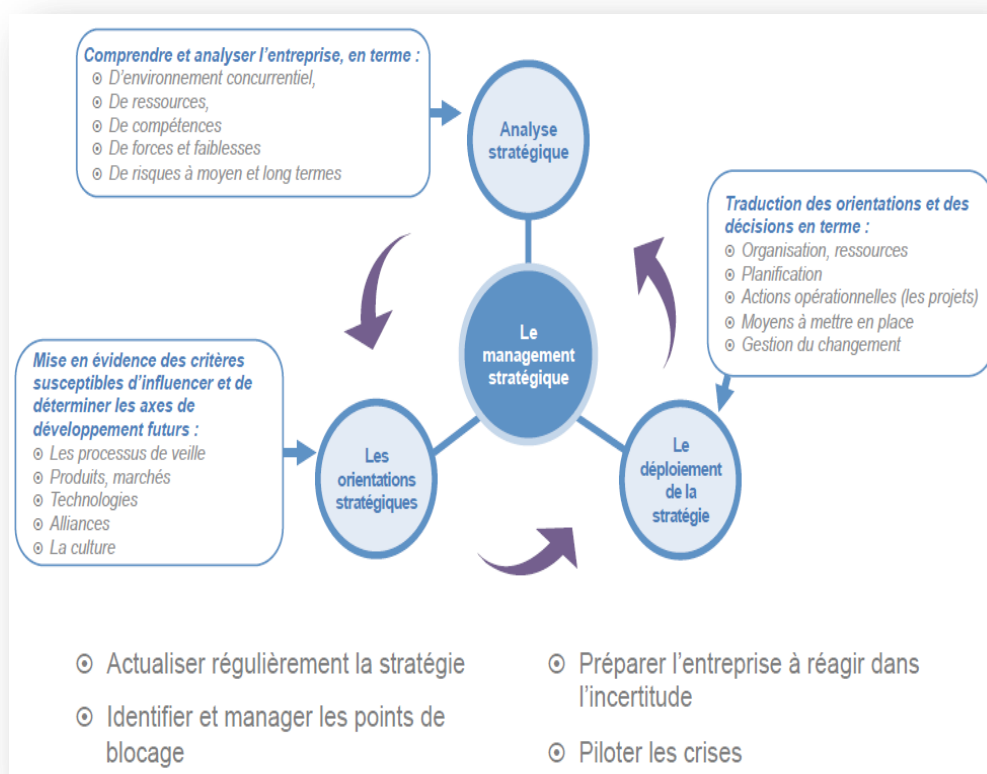 Comprendre et analyser l'entreprise, en terme :
⊙ D'environnement concurrentiel,
⊙ De ressources,
⊙ De compétences
⊙ De forces et faiblesses
⊙ De risques à moyen et long termes
Analyse
stratégique
Traduction des orientations et des
décisions en terme :
⊙ Organisation, ressources
⊙ Planification
⊙ Actions opérationnelles (les projets)
⊙ Moyens à mettre en place
⊙ Gestion du changement
Le
management
stratégique
Mise en évidence des critères
susceptibles d'influencer et de
déterminer les axes de
développement futurs :
⊙ Les processus de veille
⊙ Produits, marchés
⊙ Technologies
⊙ Alliances
⊙ La culture
Les
orientations
stratégiques
Le
déploiement
de la
stratégie
⊙ Actualiser régulièrement la stratégie
⊙ Identifier et manager les points de
blocage
⊙ Préparer l'entreprise à réagir dans
l'incertitude
⊙ Piloter les crises